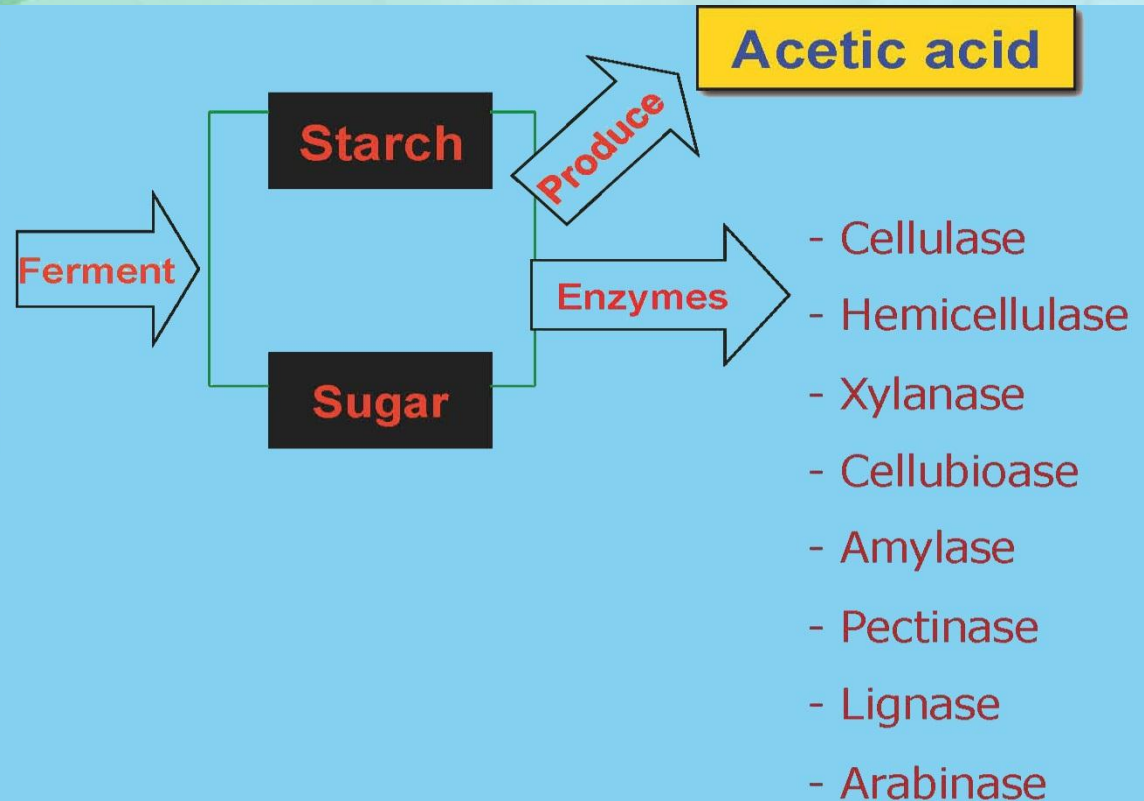 Acetic acid
Starch
Produce
Ferment
Enzymes
Sugar
- Cellulase
- Hemicellulase
- Xylanase
- Cellubioase
- Amylase
- Pectinase
- Lignase
- Arabinase